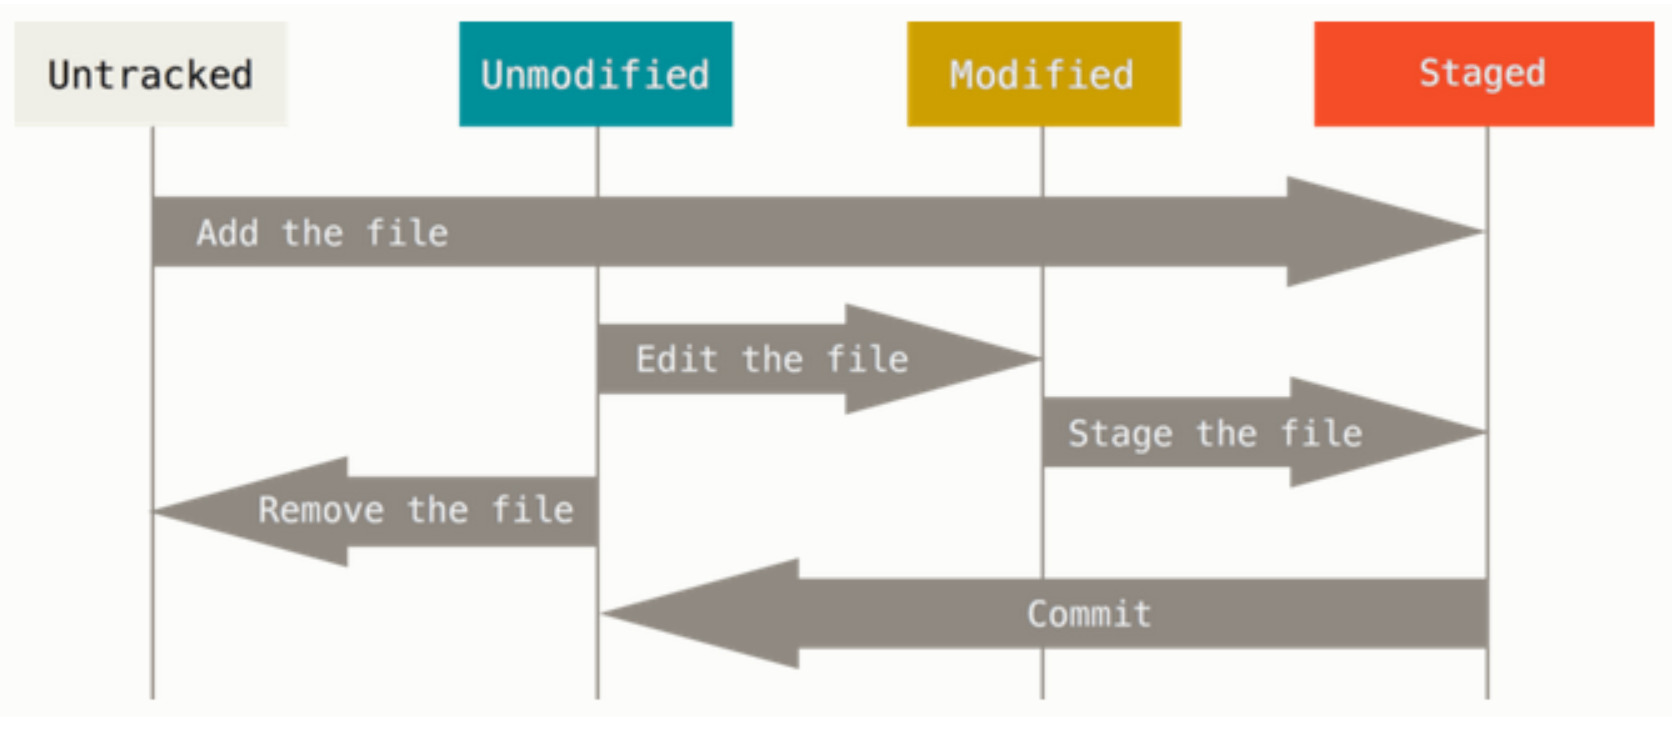 Untracked
Unmodified
Modified
Staged
Add the file
Edit the file
Stage the file
Remove the file
Commit